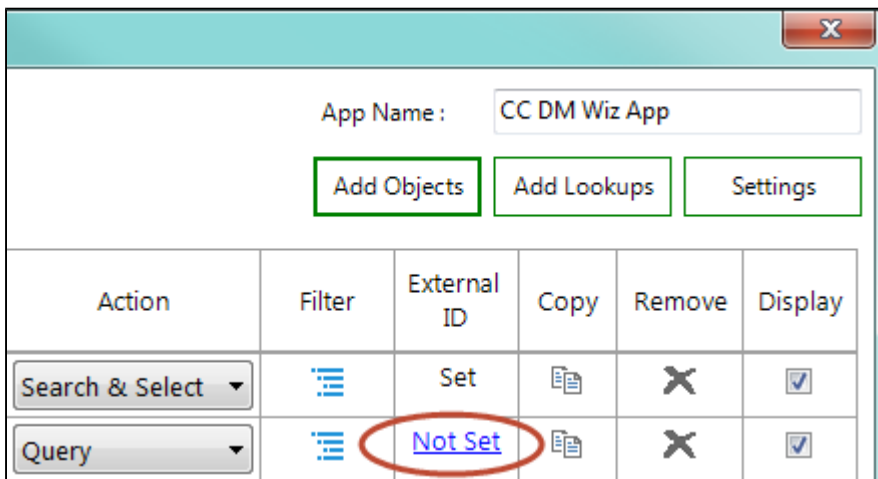 App Name : CC DM Wiz App
Add Objects Add Lookups Settings
Action Filter External ID Copy Remove Display
Search & Select Set
Query Not Set